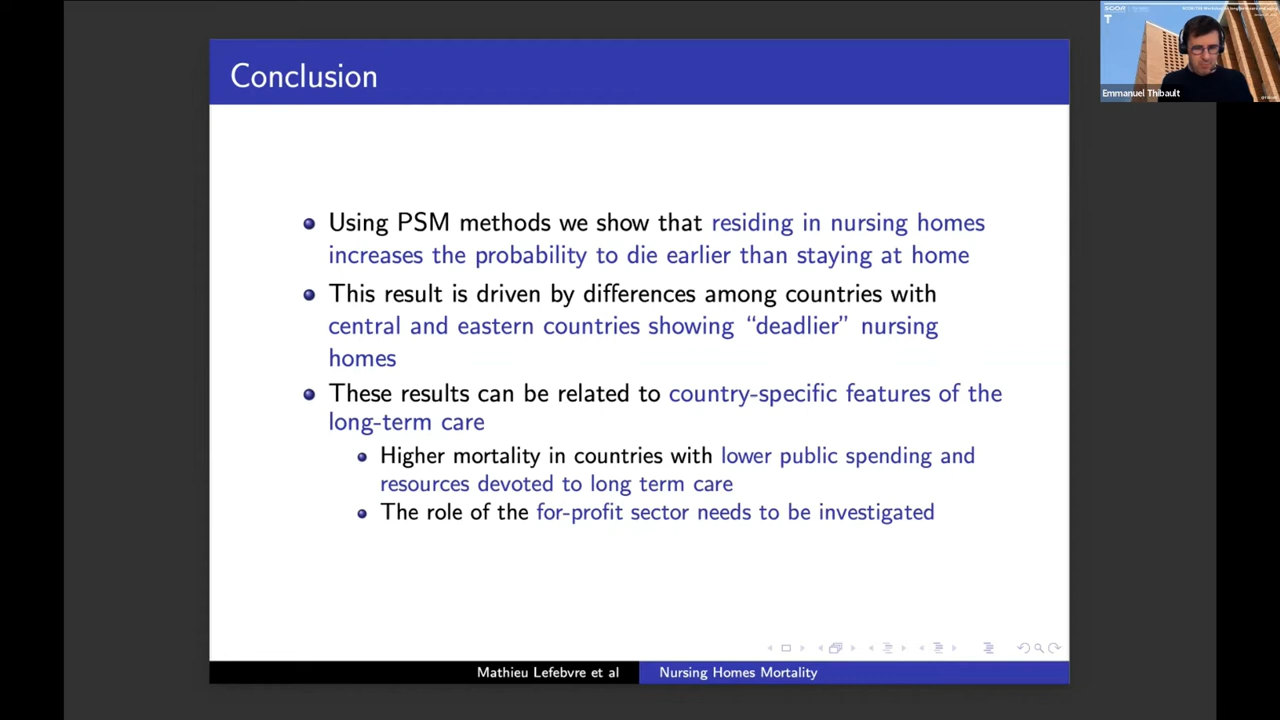 SCOR
T
Emmanuel Thibault
Conclusion
Using PSM methods we show that residing in nursing homes
increases the probability to die earlier than staying at home
This result is driven by differences among countries with
central and eastern countries showing “deadlier” nursing
homes
These results can be related to country-specific features of the
long-term care
Higher mortality in countries with lower public spending and
resources devoted to long term care
The role of the for-profit sector needs to be investigated
Mathieu Lefebvre et al
Nursing Homes Mortality